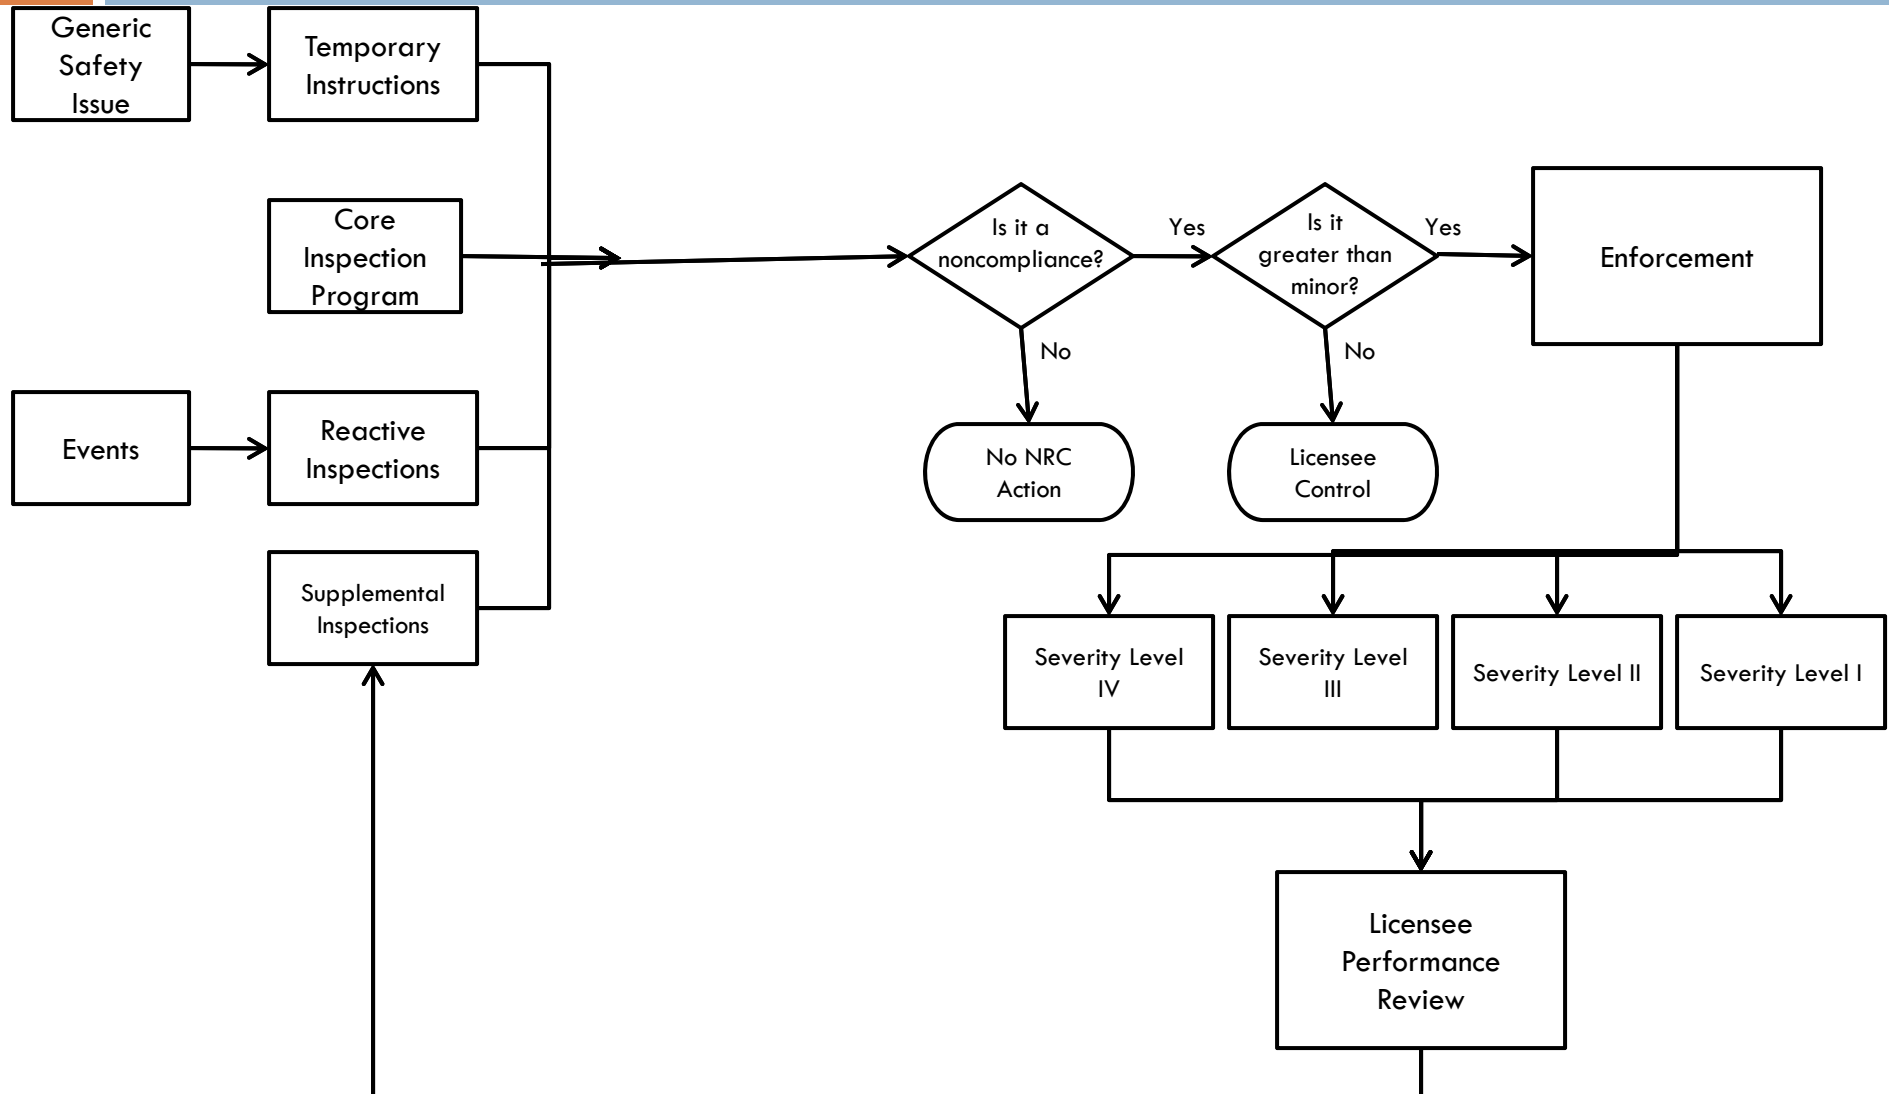 Generic
Safety
Issue
Temporary
Instructions
Core
Inspection
Program
Events
Reactive
Inspections
Supplemental
Inspections
Is it a
noncompliance?
Yes
No
No NRC
Action
Is it
greater than
minor?
Yes
No
Licensee
Control
Enforcement
Severity Level
IV
Severity Level
III
Severity Level II
Severity Level I
Licensee
Performance
Review